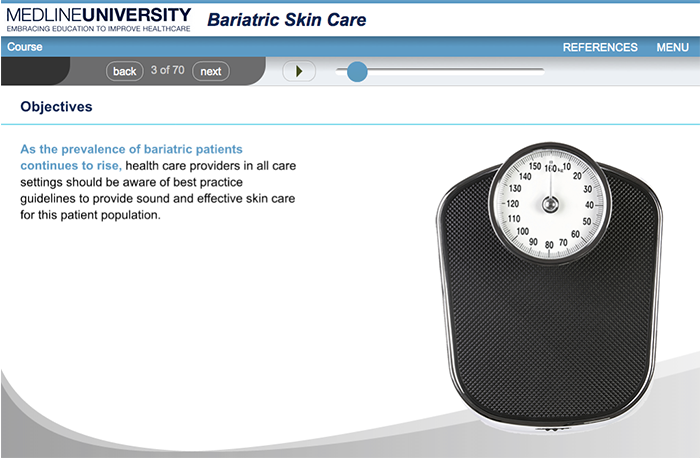 MEDLINEUNIVERSITY
EMBRACING EDUCATION TO IMPROVE HEALTHCARE
Bariatric Skin Care
Course
REFERENCES MENU
back 3 of 70 next
Objectives
As the prevalence of bariatric patients
continues to rise, health care providers in all care
settings should be aware of best practice
guidelines to provide sound and effective skin care
for this patient population.
160 10 20 30 40 50 60 70 80 90 100 110 120 130 140 150
kg